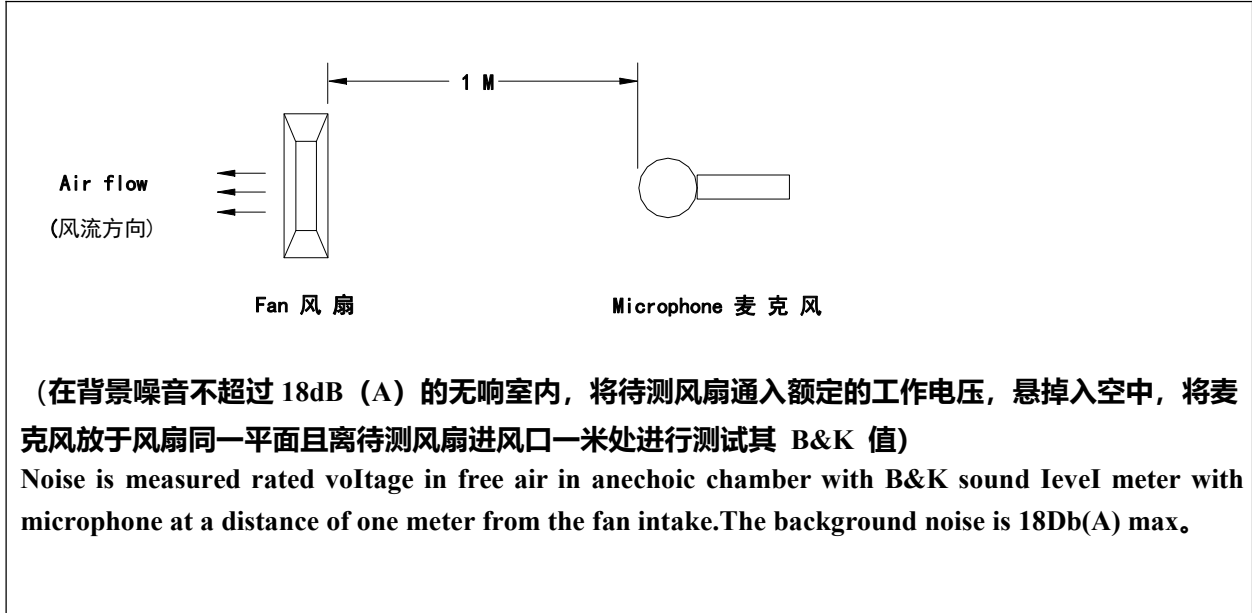 1 M
Air flow
(风流方向)
Fan 风 扇
Microphone 麦 克 风
（在背景噪音不超过 18dB（A）的无响室内，将待测风扇通入额定的工作电压，悬掉入空中，将麦
克风放于风扇同一平面且离待测风扇进风口一米处进行测试其 B&K 值)
Noise is measured rated voItage in free air in anechoic chamber with B&K sound IeveI meter with
microphone at a distance of one meter from the fan intake.The background noise is 18Db(A) max。